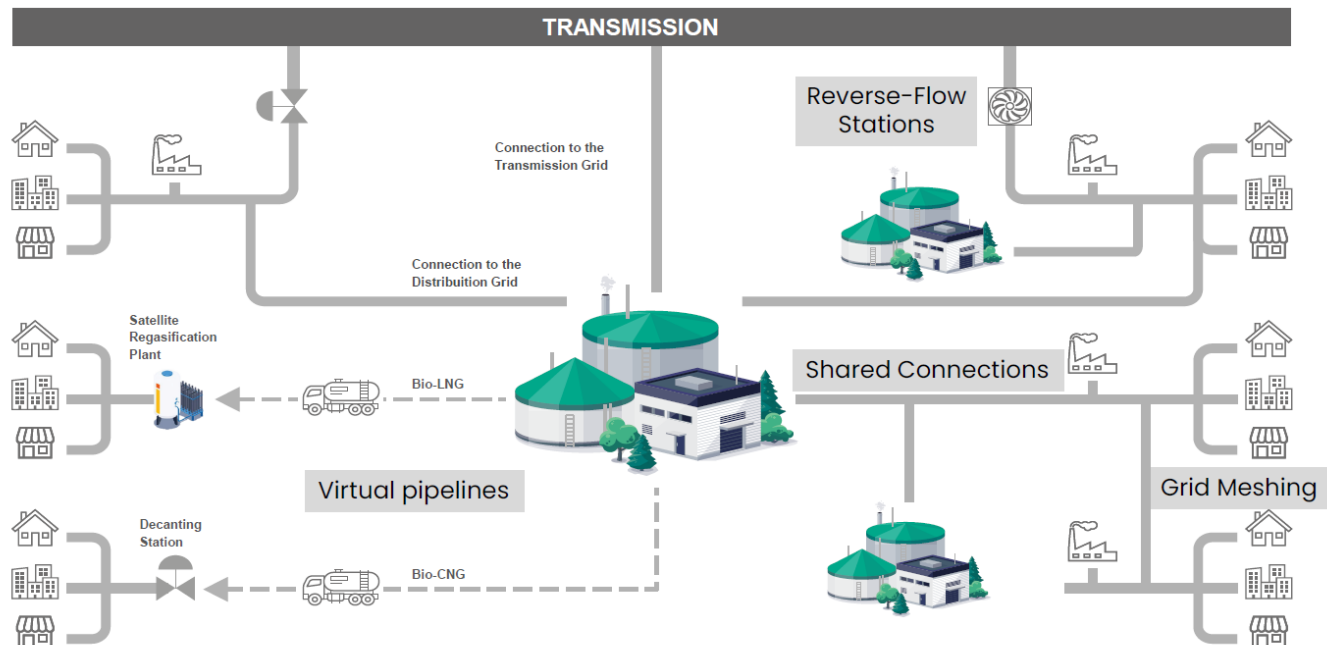 TRANSMISSION
Reverse-Flow
Stations
Connection to the
Transmission Grid
Connection to the
Distribuition Grid
Satellite
Regasification
Plant
Bio-LNG
Shared Connections
Virtual pipelines
Grid Meshing
Decanting
Station
Bio-CNG